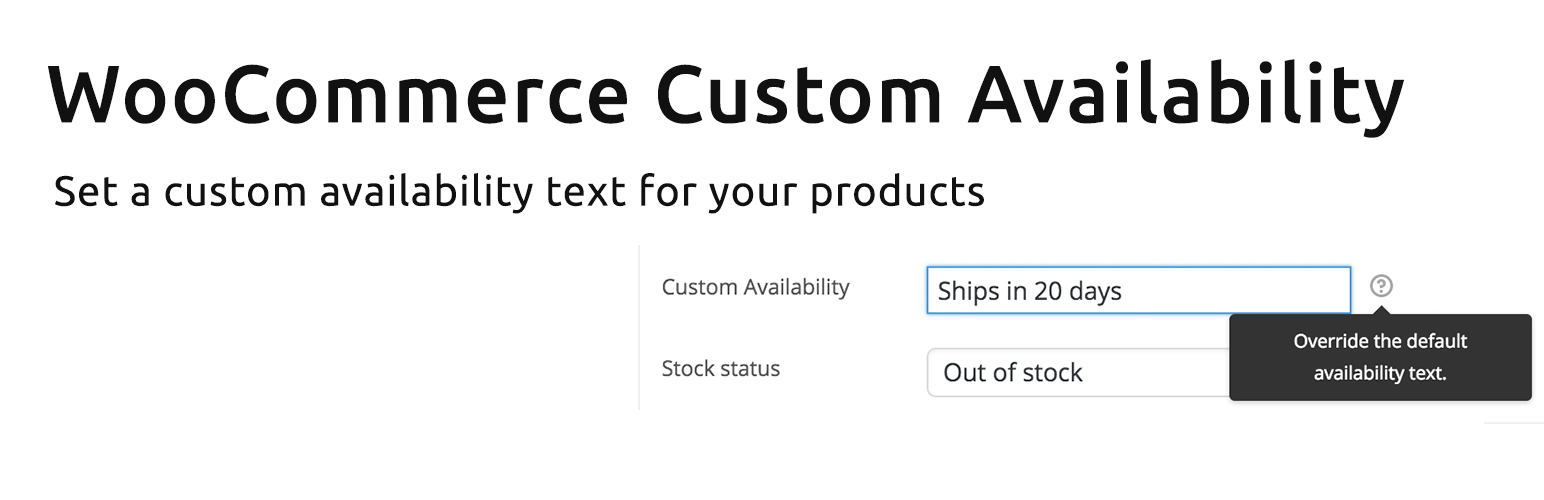 WooCommerce Custom Availability
Set a custom availability text for your products
Custom Availability
Ships in 20 days
Override the default
availability text.
Stock status
Out of stock